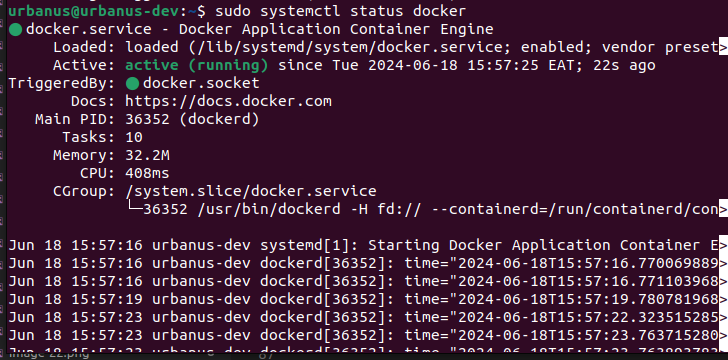 urbanus@urbanus-dev:~$ sudo systemctl status docker
docker.service - Docker Application Container Engine
Loaded: loaded (/lib/systemd/system/docker.service; enabled; vendor preset>
Active: active (running) since Tue 2024-06-18 15:57:25 EAT; 22s ago
TriggeredBy: docker.socket
Docs: https://docs.docker.com
Main PID: 36352 (dockerd)
Tasks: 10
Memory: 32.2M
CPU: 408ms
CGroup: /system.slice/docker.service
└─36352 /usr/bin/dockerd -H fd:// --containerd=/run/containerd/con>
Jun 18 15:57:16 urbanus-dev systemd[1]: Starting Docker Application Container E>
Jun 18 15:57:16 urbanus-dev dockerd[36352]: time="2024-06-18T15:57:16.770069889>
Jun 18 15:57:16 urbanus-dev dockerd[36352]: time="2024-06-18T15:57:16.771103968>
Jun 18 15:57:19 urbanus-dev dockerd[36352]: time="2024-06-18T15:57:19.780781968>
Jun 18 15:57:23 urbanus-dev dockerd[36352]: time="2024-06-18T15:57:22.323515285>
Jun 18 15:57:23 urbanus-dev dockerd[36352]: time="2024-06-18T15:57:23.763715280>